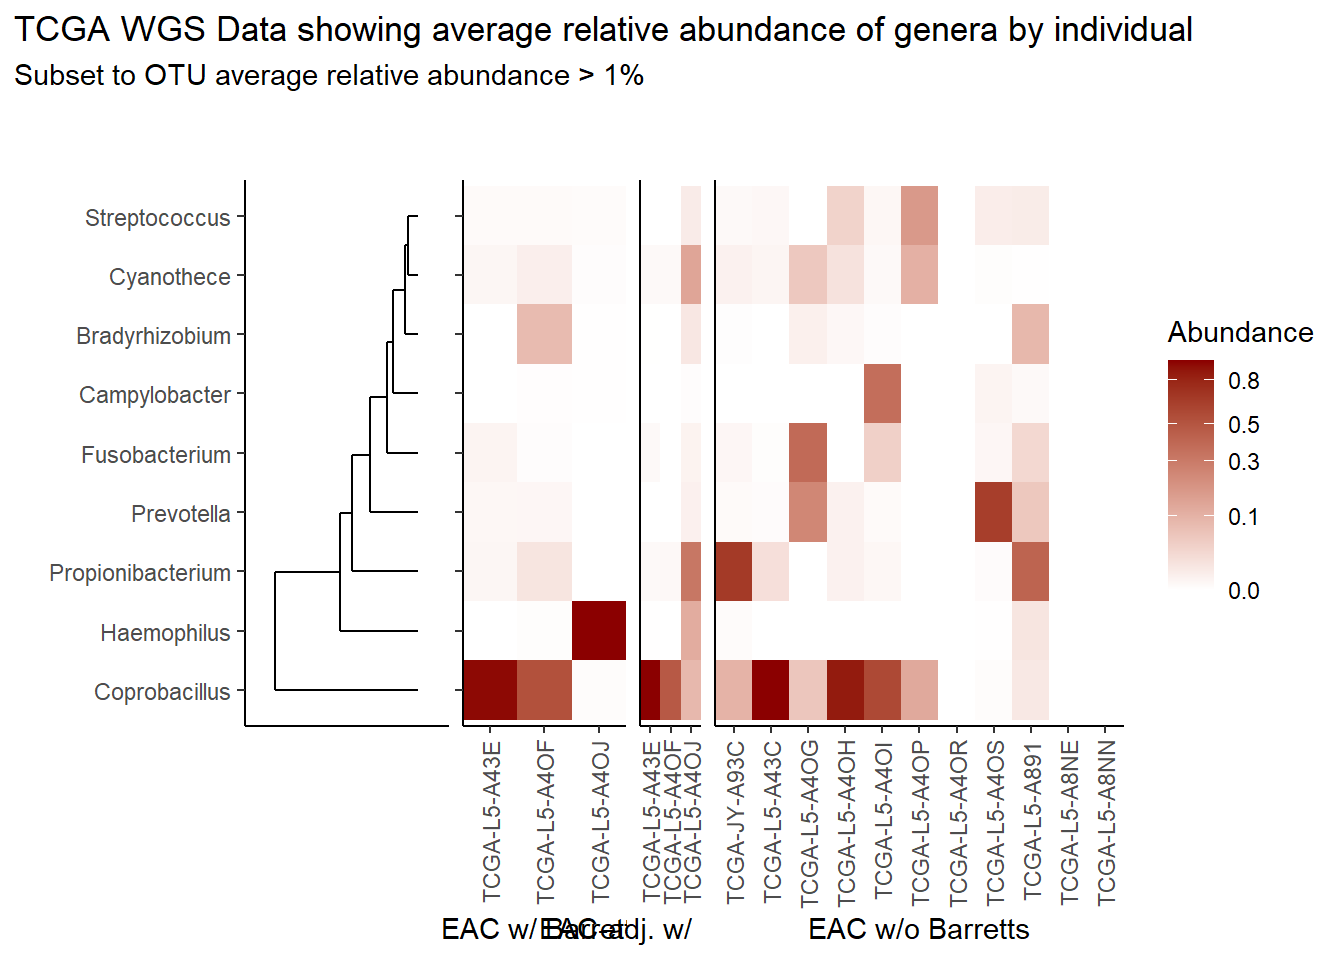 TCGA WGS Data showing average relative abundance of genera by individual
Subset to OTU average relative abundance > 1%
Streptococcus
Cyanothece
Bradyrhizobium
Campylobacter
Fusobacterium
Prevotella
Propionibacterium
Haemophilus
Coprobacillus
Abundance
0.8
0.5
0.3
0.1
0.0
TCGA-L5-A43E
TCGA-L5-A4OF
TCGA-L5-A4OJ
TCGA-L5-A43E
TCGA-L5-A4OF
TCGA-L5-A4OJ
TCGA-JY-A93C
TCGA-L5-A43C
TCGA-L5-A4OG
TCGA-L5-A4OH
TCGA-L5-A4OI
TCGA-L5-A4OP
TCGA-L5-A4OR
TCGA-L5-A4OS
TCGA-L5-A891
TCGA-L5-A8NE
TCGA-L5-A8NN
EAC w/
EAC-adj. w/
EAC w/o Barretts